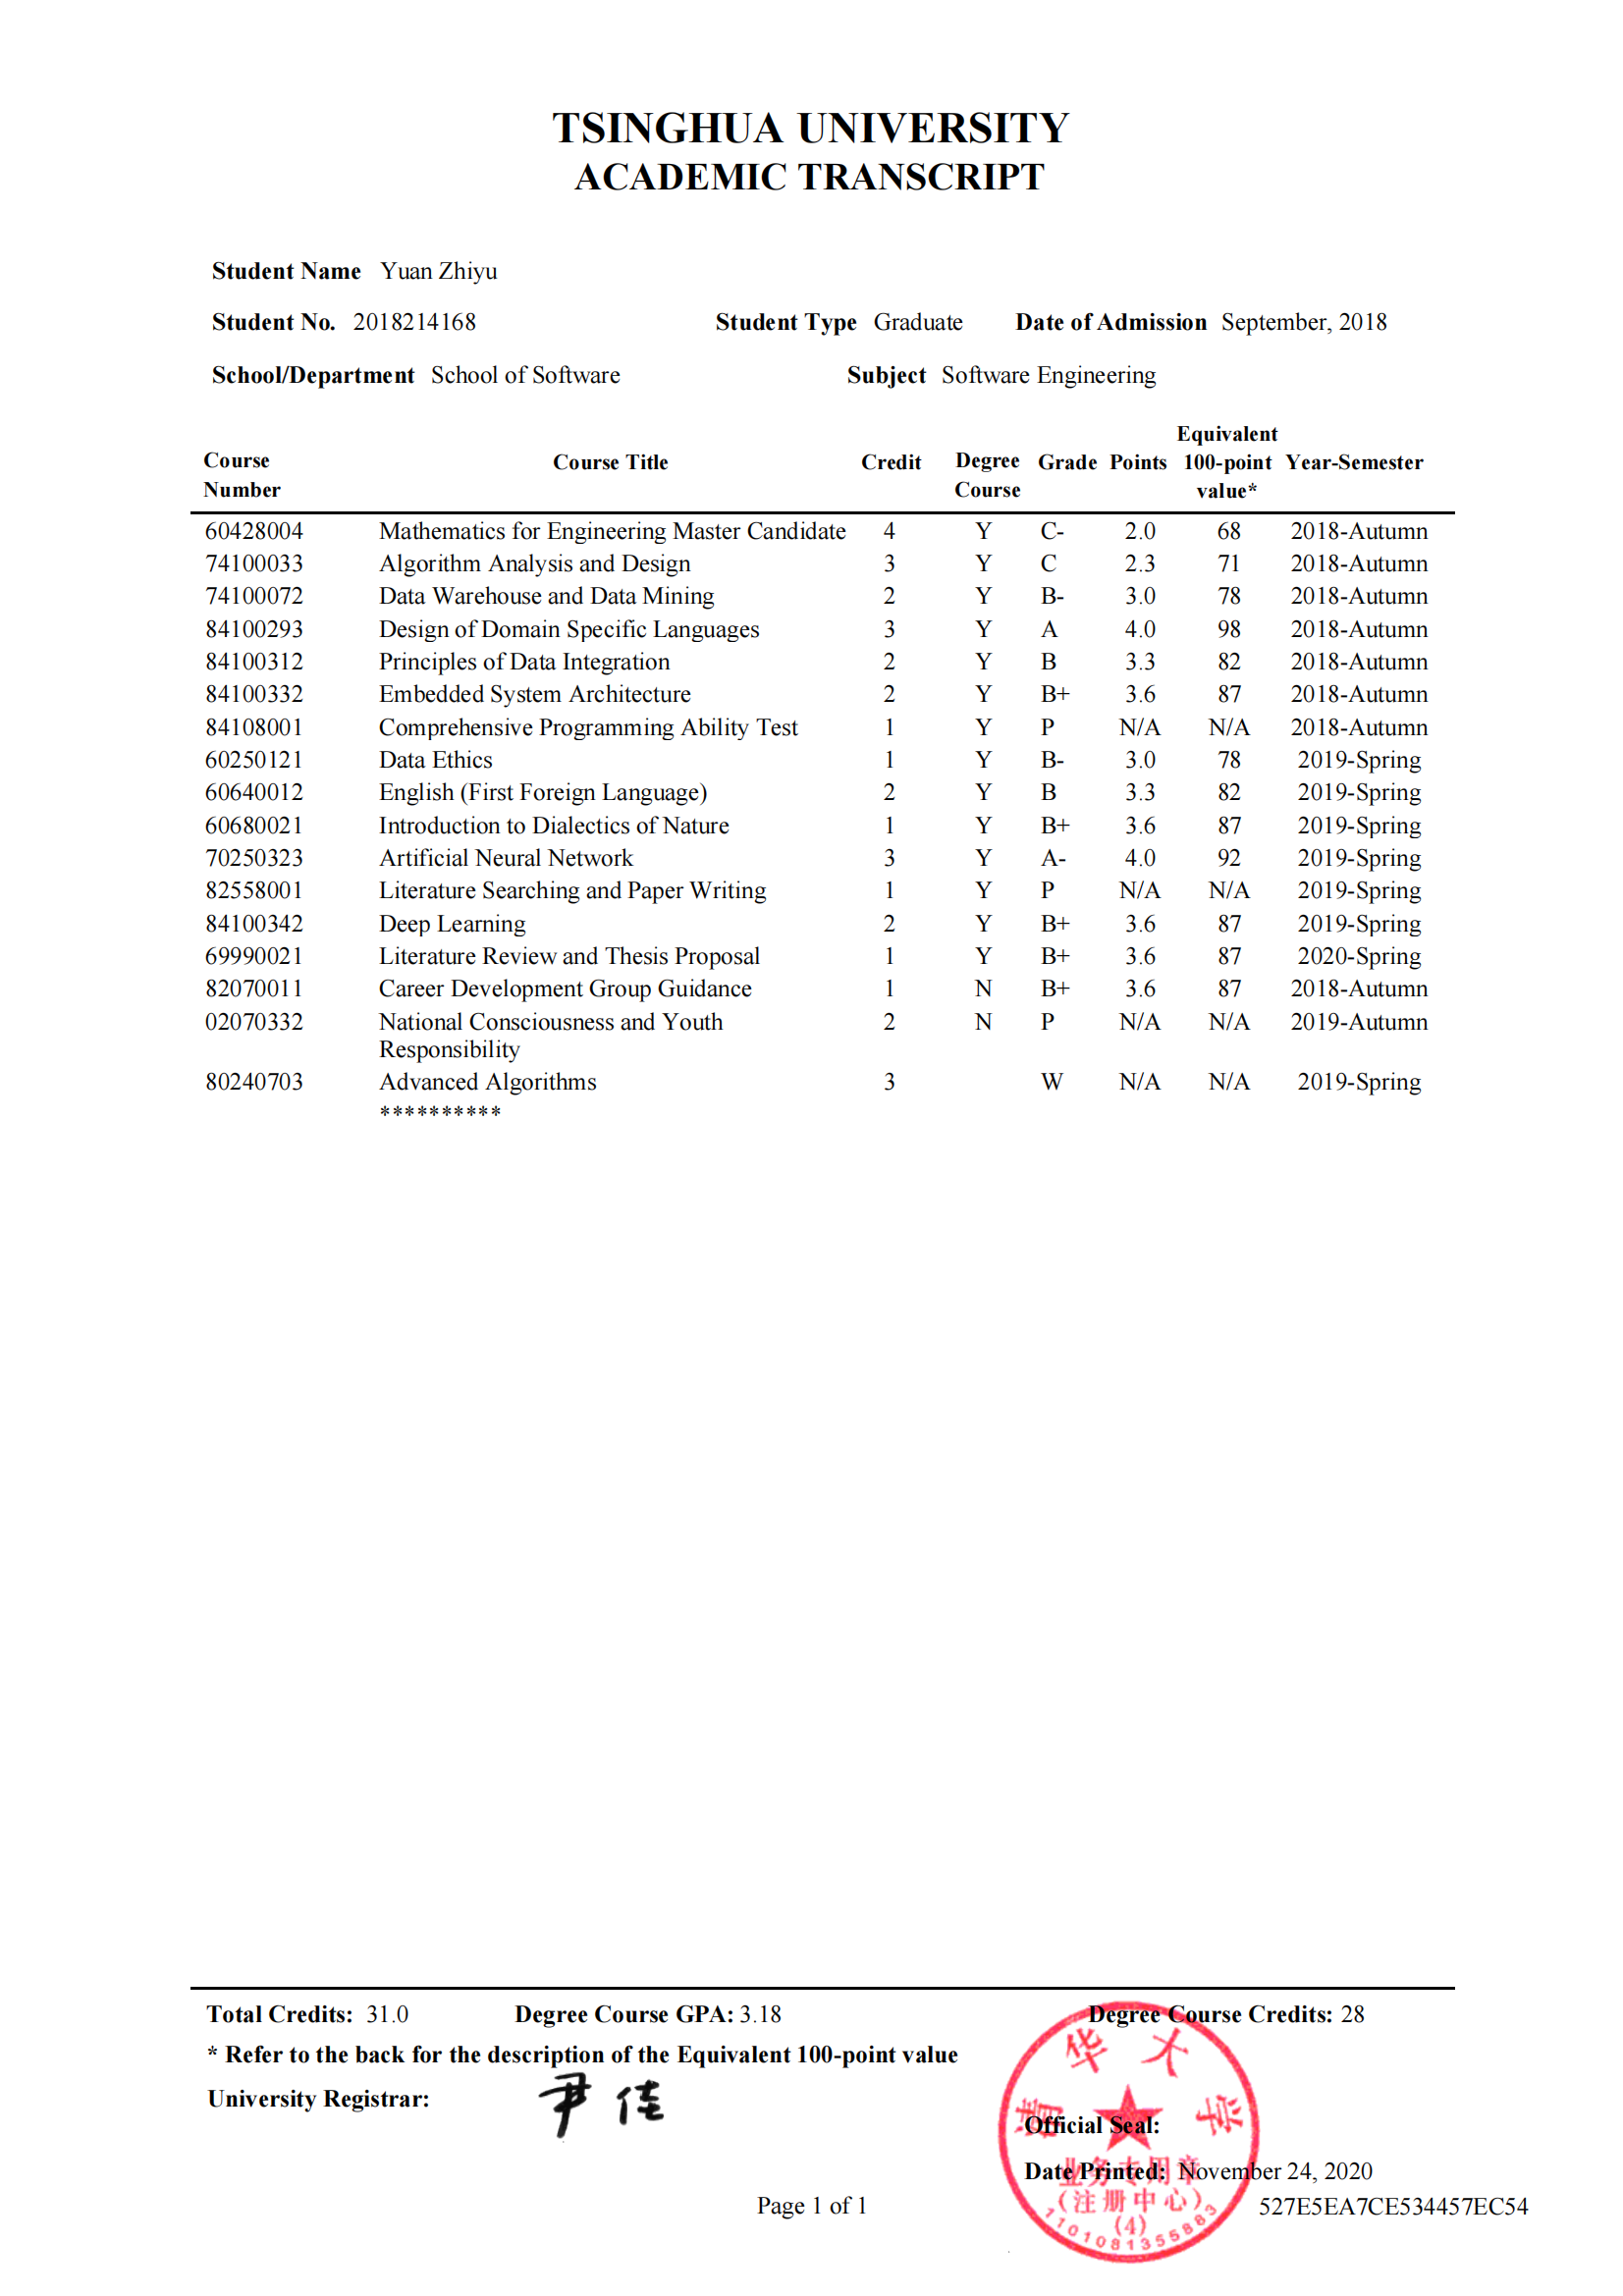 TSINGHUA UNIVERSITY
ACADEMIC TRANSCRIPT
Student Name Yuan Zhiyu
Student No. 2018214168 Student Type Graduate Date of Admission September, 2018
School/Department School of Software Subject Software Engineering
Course Number Course Title Credit Degree Course Grade Points Equivalent 100-point value* Year-Semester
60428004 Mathematics for Engineering Master Candidate 4 Y C- 2.0 68 2018-Autumn
74100033 Algorithm Analysis and Design 3 Y C 2.3 71 2018-Autumn
74100072 Data Warehouse and Data Mining 2 Y B- 3.0 78 2018-Autumn
84100293 Design of Domain Specific Languages 3 Y A 4.0 98 2018-Autumn
84100312 Principles of Data Integration 2 Y B 3.3 82 2018-Autumn
84100332 Embedded System Architecture 2 Y B+ 3.6 87 2018-Autumn
84108001 Comprehensive Programming Ability Test 1 Y P N/A N/A 2018-Autumn
60250121 Data Ethics 1 Y B- 3.0 78 2019-Spring
60640012 English (First Foreign Language) 2 Y B 3.3 82 2019-Spring
60680021 Introduction to Dialectics of Nature 1 Y B+ 3.6 87 2019-Spring
70250323 Artificial Neural Network 3 Y A- 4.0 92 2019-Spring
82558001 Literature Searching and Paper Writing 1 Y P N/A N/A 2019-Spring
84100342 Deep Learning 2 Y B+ 3.6 87 2019-Spring
69990021 Literature Review and Thesis Proposal 1 Y B+ 3.6 87 2020-Spring
82070011 Career Development Group Guidance 1 N B+ 3.6 87 2018-Autumn
02070332 National Consciousness and Youth 2 N P N/A N/A 2019-Autumn
Responsibility
80240703 Advanced Algorithms 3 W N/A N/A 2019-Spring
**********
Total Credits: 31.0 Degree Course GPA: 3.18 Degree Course Credits: 28
* Refer to the back for the description of the Equivalent 100-point value
University Registrar: 尹佳
清华大学
Official Seal:
业务专用章
Date Printed: November 24, 2020
(注册中心)
(4)
1101081355883
Page 1 of 1 527E5EA7CE534457EC54